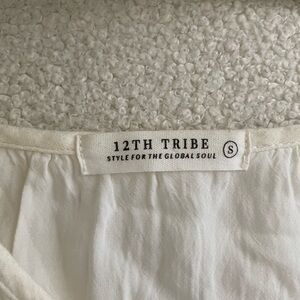 12TH TRIBE
STYLE FOR THE GLOBAL SOUL
S